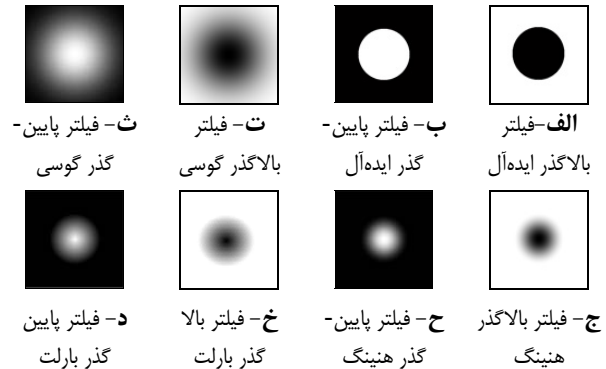 الف-فیلتر
بالاگذر ایده‌آل
ب- فیلتر پایین-
گذر ایده‌آل
ت- فیلتر
بالاگذر گوسی
ث- فیلتر پایین-
گذر گوسی
ج- فیلتر بالاگذر
هنینگ
ح- فیلتر پایین-
گذر هنینگ
خ- فیلتر بالا
گذر بارلت
د- فیلتر پایین
گذر بارلت